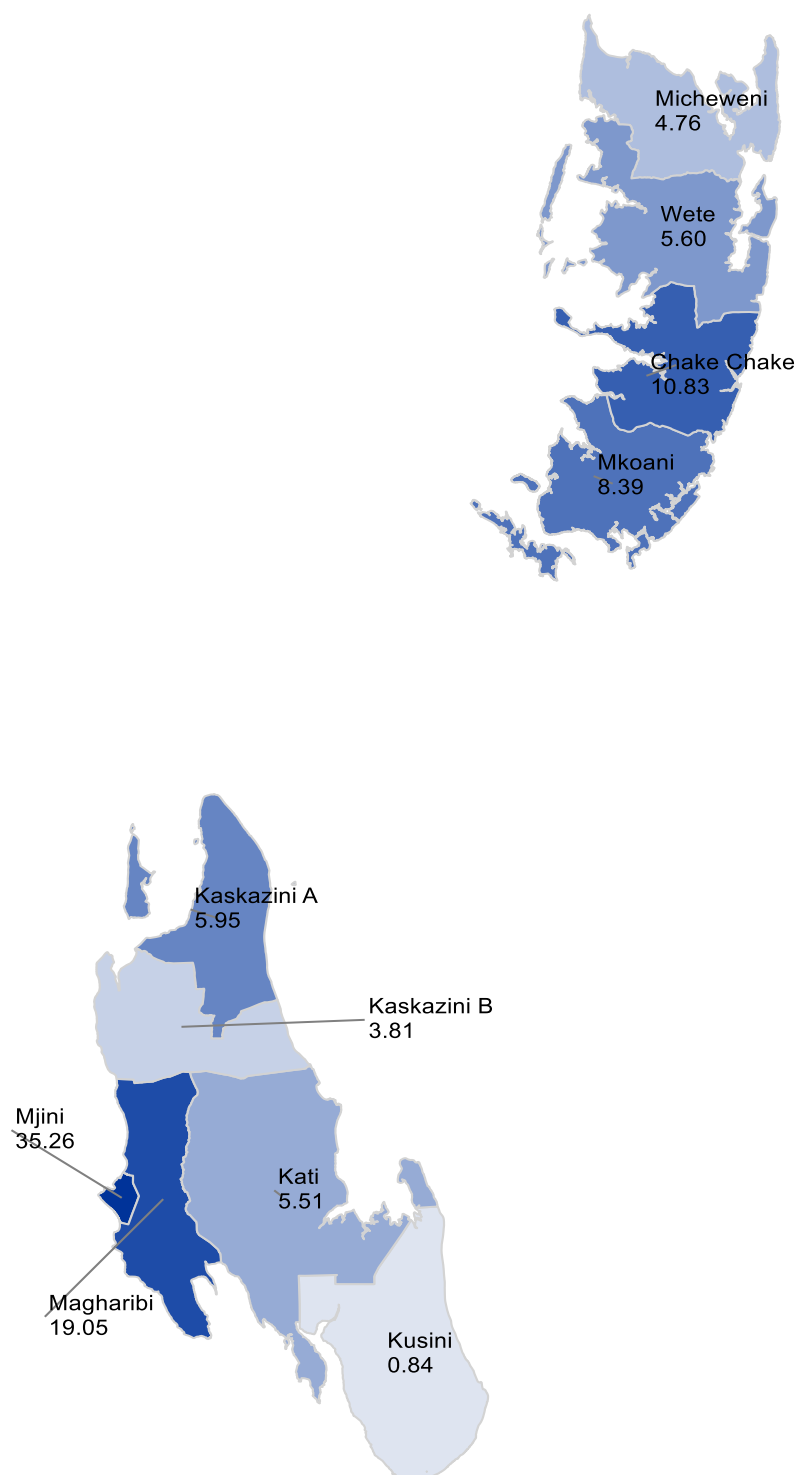 Micheweni
4.76
Wete
5.60
Chake Chake
10.83
Mkoani
8.39
Kaskazini A
5.95
Kaskazini B
3.81
Mjini
35.26
Kati
5.51
Magharibi
19.05
Kusini
0.84